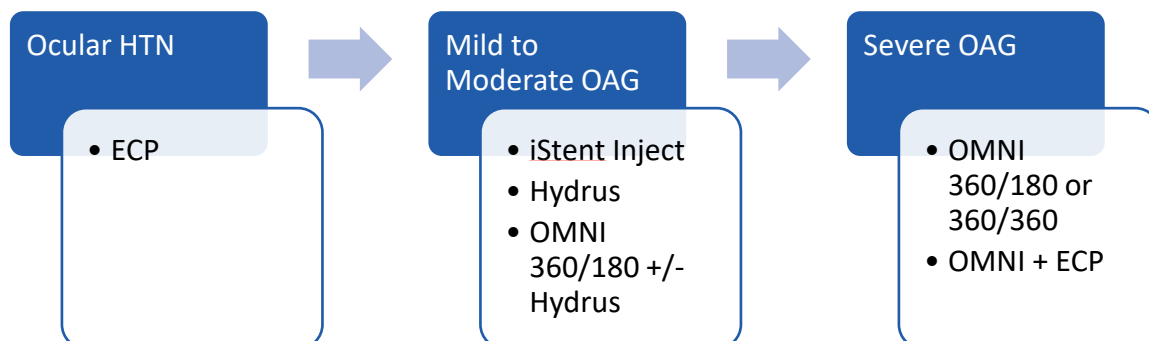 Ocular HTN
• ECP
Mild to
Moderate OAG
• iStent Inject
• Hydrus
• OMNI
360/180 +/-
Hydrus
Severe OAG
• OMNI
360/180 or
360/360
• OMNI + ECP